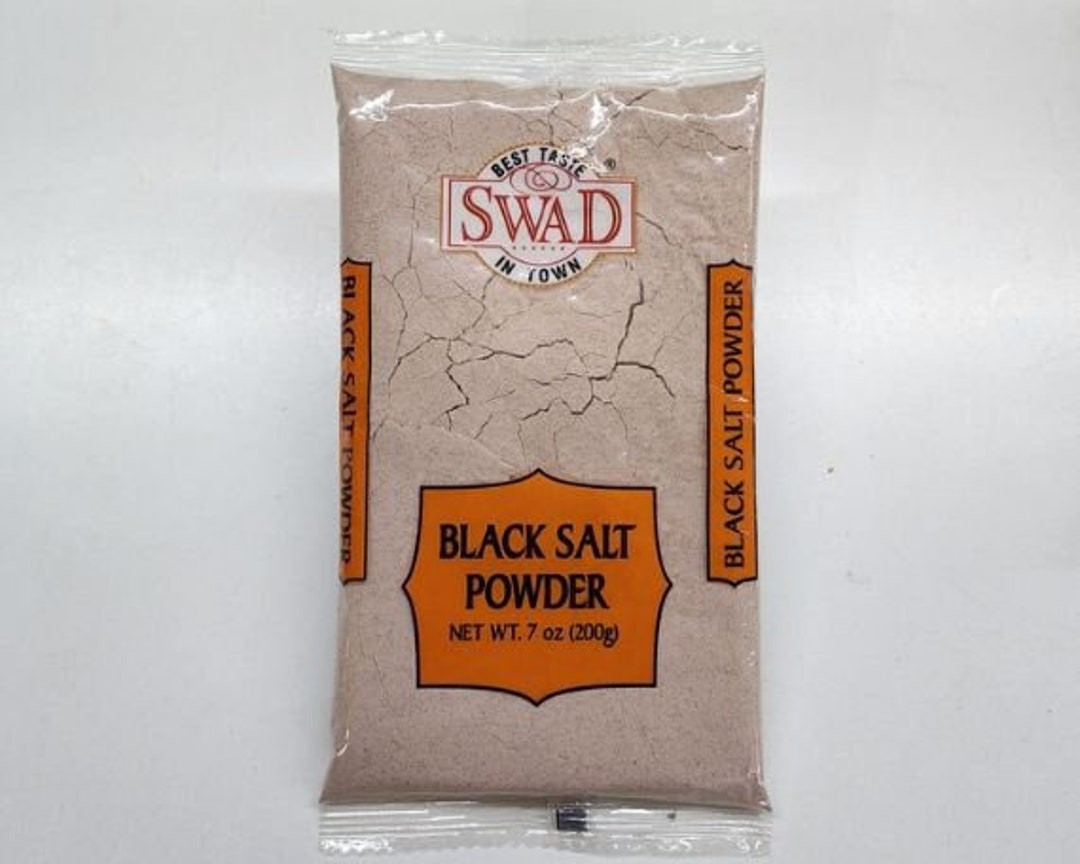 BEST TASTE
®
SWAD
IN TOWN
BLACK SALT POWDER
BLACK SALT POWDER
BLACK SALT
POWDER
NET WT. 7 oz (200g)